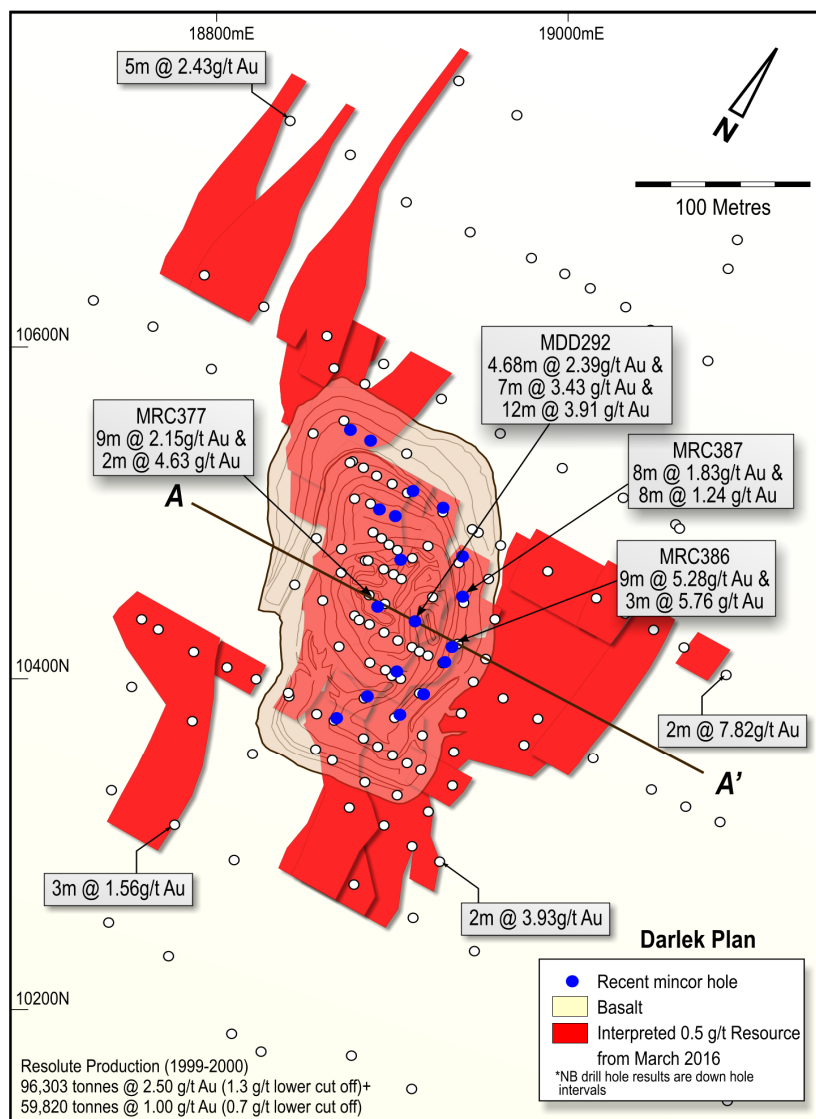 18800mE
19000mE
5m @ 2.43g/t Au
N
100 Metres
10600N
MDD292
4.68m @ 2.39g/t Au &
7m @ 3.43 g/t Au &
12m @ 3.91 g/t Au
MRC377
9m @ 2.15g/t Au &
2m @ 4.63 g/t Au
MRC387
8m @ 1.83g/t Au &
8m @ 1.24 g/t Au
A
MRC386
9m @ 5.28g/t Au &
3m @ 5.76 g/t Au
10400N
2m @ 7.82g/t Au
A'
3m @ 1.56g/t Au
2m @ 3.93g/t Au
Darlek Plan
Recent mincor hole
Basalt
Interpreted 0.5 g/t Resource
from March 2016
*NB drill hole results are down hole
intervals
10200N
Resolute Production (1999-2000)
96,303 tonnes @ 2.50 g/t Au (1.3 g/t lower cut off)+
59,820 tonnes @ 1.00 g/t Au (0.7 g/t lower cut off)